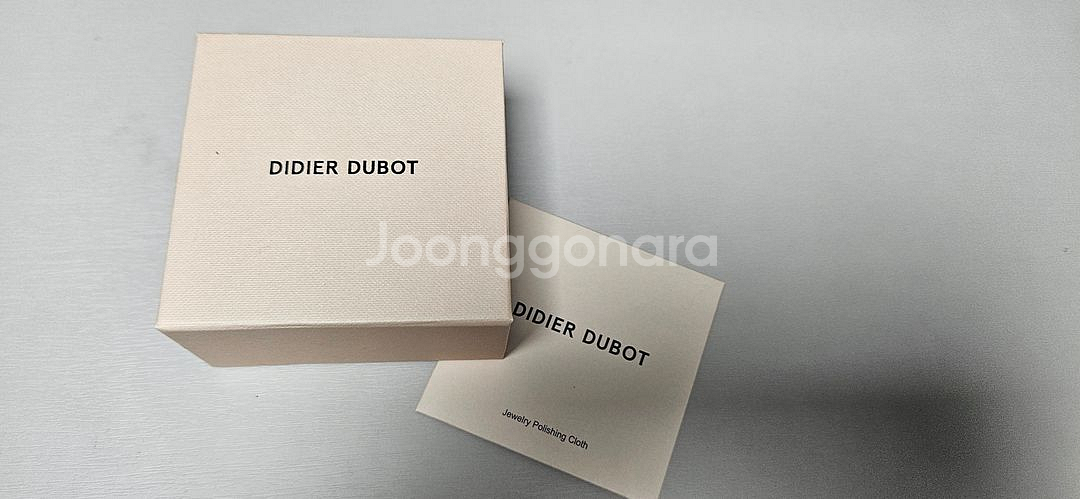 DIDIER DUBOT
Joonggonara
DIDIER DUBOT
Jewelry Polishing Cloth